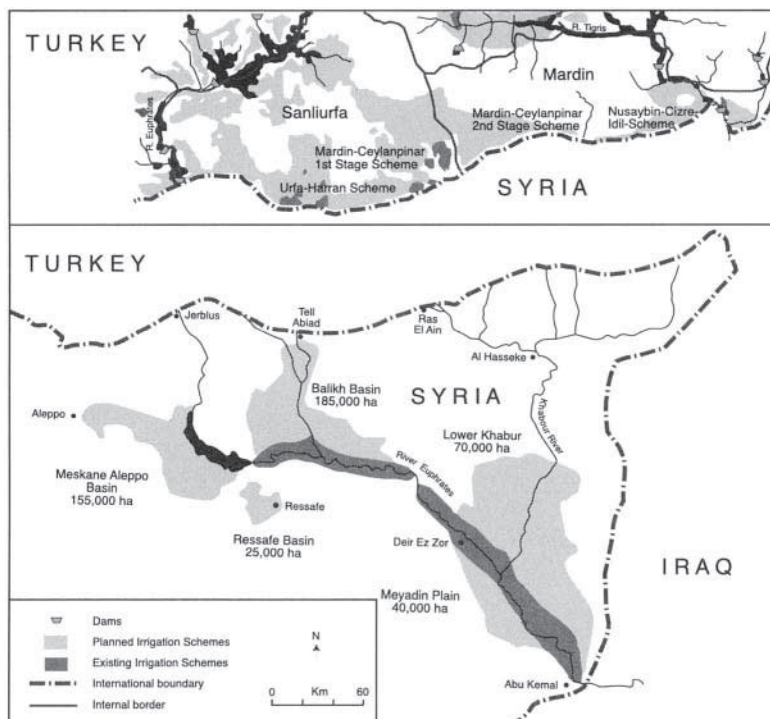 TURKEY
R. Tigris
Mardin
R. Euphrates
Sanliurfa
Mardin-Ceylanpinar
2nd Stage Scheme
Nusaybin-Cizre-
Idil-Scheme
Mardin-Ceylanpinar
1st Stage Scheme
Urfa-Harran Scheme
SYRIA
TURKEY
Jerblus
Tell
Abiad
Ras
El Ain
Al Hasseke
Balikh Basin
185,000 ha
SYRIA
Aleppo
Khabour River
Lower Khabur
70,000 ha
River Euphrates
Meskane Aleppo
Basin
155,000 ha
Ressafe
Ressafe Basin
25,000 ha
Deir Ez Zor
IRAQ
Meyadin Plain
40,000 ha
Abu Kemal
Dams
Planned Irrigation Schemes
Existing Irrigation Schemes
International boundary
Internal border
N
Km
0 60